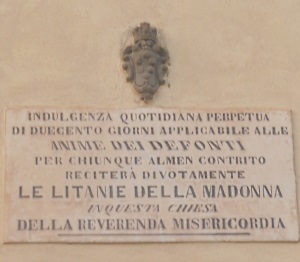 INDULGENZA QUOTIDIANA PERPETUA
DI DUECENTO GIORNI APPLICABILE ALLE
ANIME DEI DEFONTI
PER CHIUNQUE ALMEN CONTRITO
RECITERÀ DIVOTAMENTE
LE LITANIE DELLA MADONNA
IN QUESTA CHIESA
DELLA REVERENDA MISERICORDIA